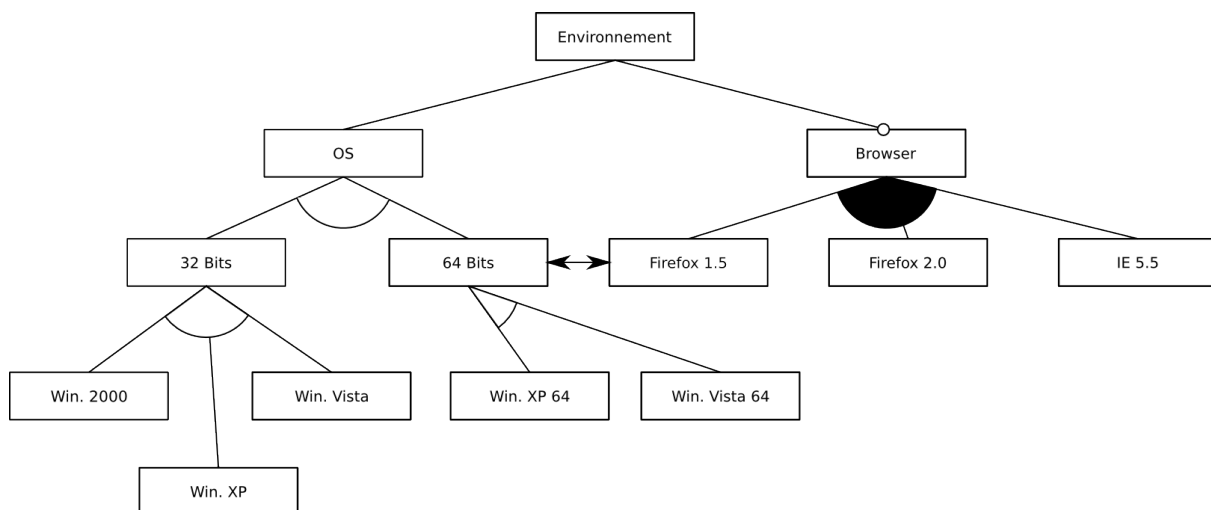 Environnement
OS
Browser
32 Bits
64 Bits
Firefox 1.5
Firefox 2.0
IE 5.5
Win. 2000
Win. Vista
Win. XP 64
Win. Vista 64
Win. XP